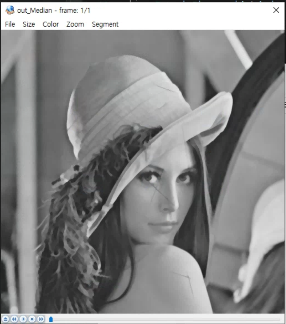 out_Median - frame: 1/1
File Size Color Zoom Segment